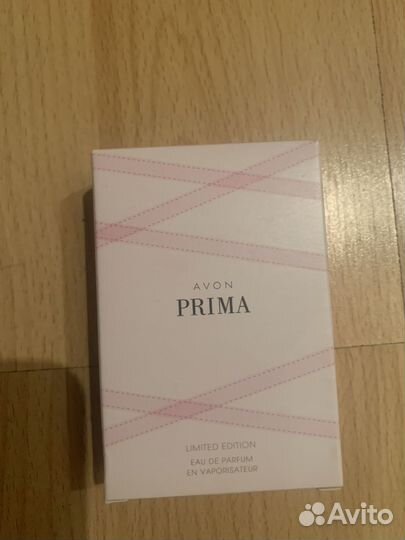 AVON
PRIMA
LIMITED EDITION
EAU DE PARFUM
EN VAPORISATEUR
Avito